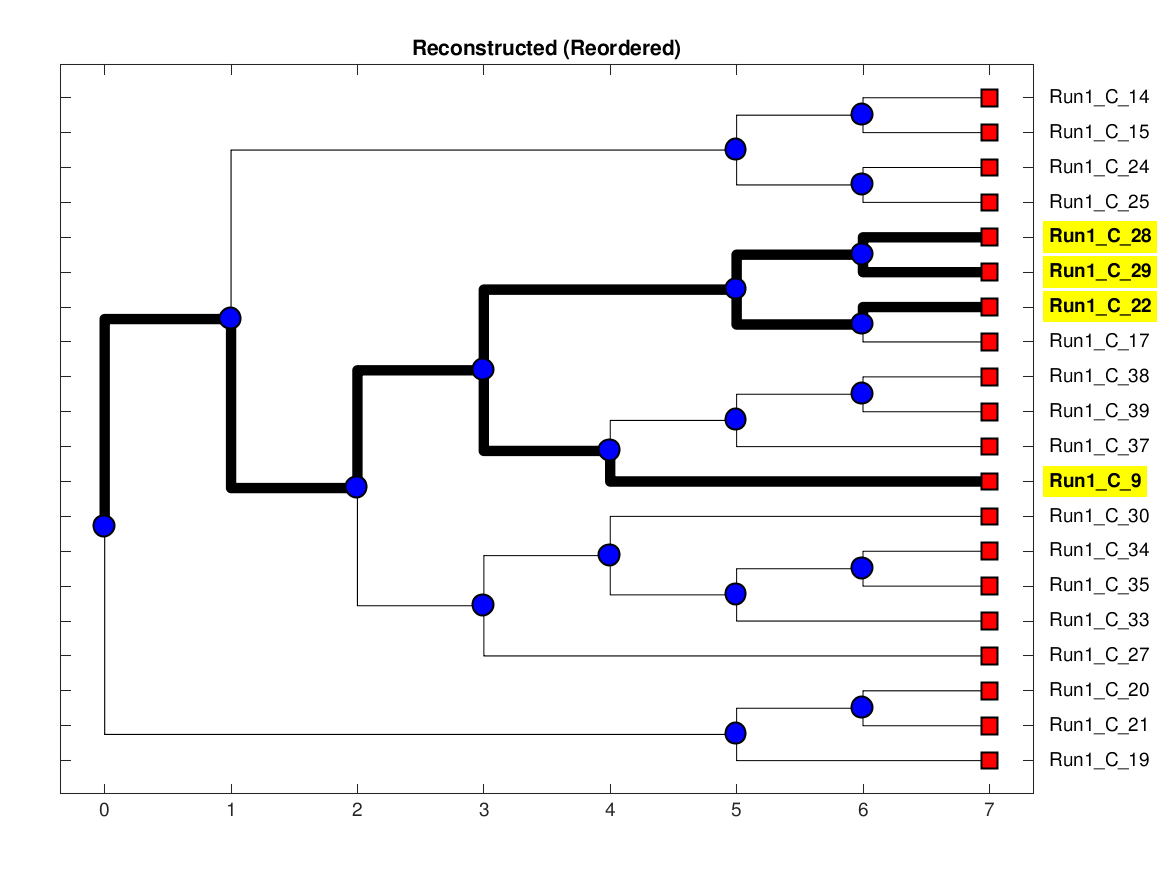 Reconstructed (Reordered)
Run1_C_14
Run1_C_15
Run1_C_24
Run1_C_25
Run1_C_28
Run1_C_29
Run1_C_22
Run1_C_17
Run1_C_38
Run1_C_39
Run1_C_37
Run1_C_9
Run1_C_30
Run1_C_34
Run1_C_35
Run1_C_33
Run1_C_27
Run1_C_20
Run1_C_21
Run1_C_19
0 1 2 3 4 5 6 7